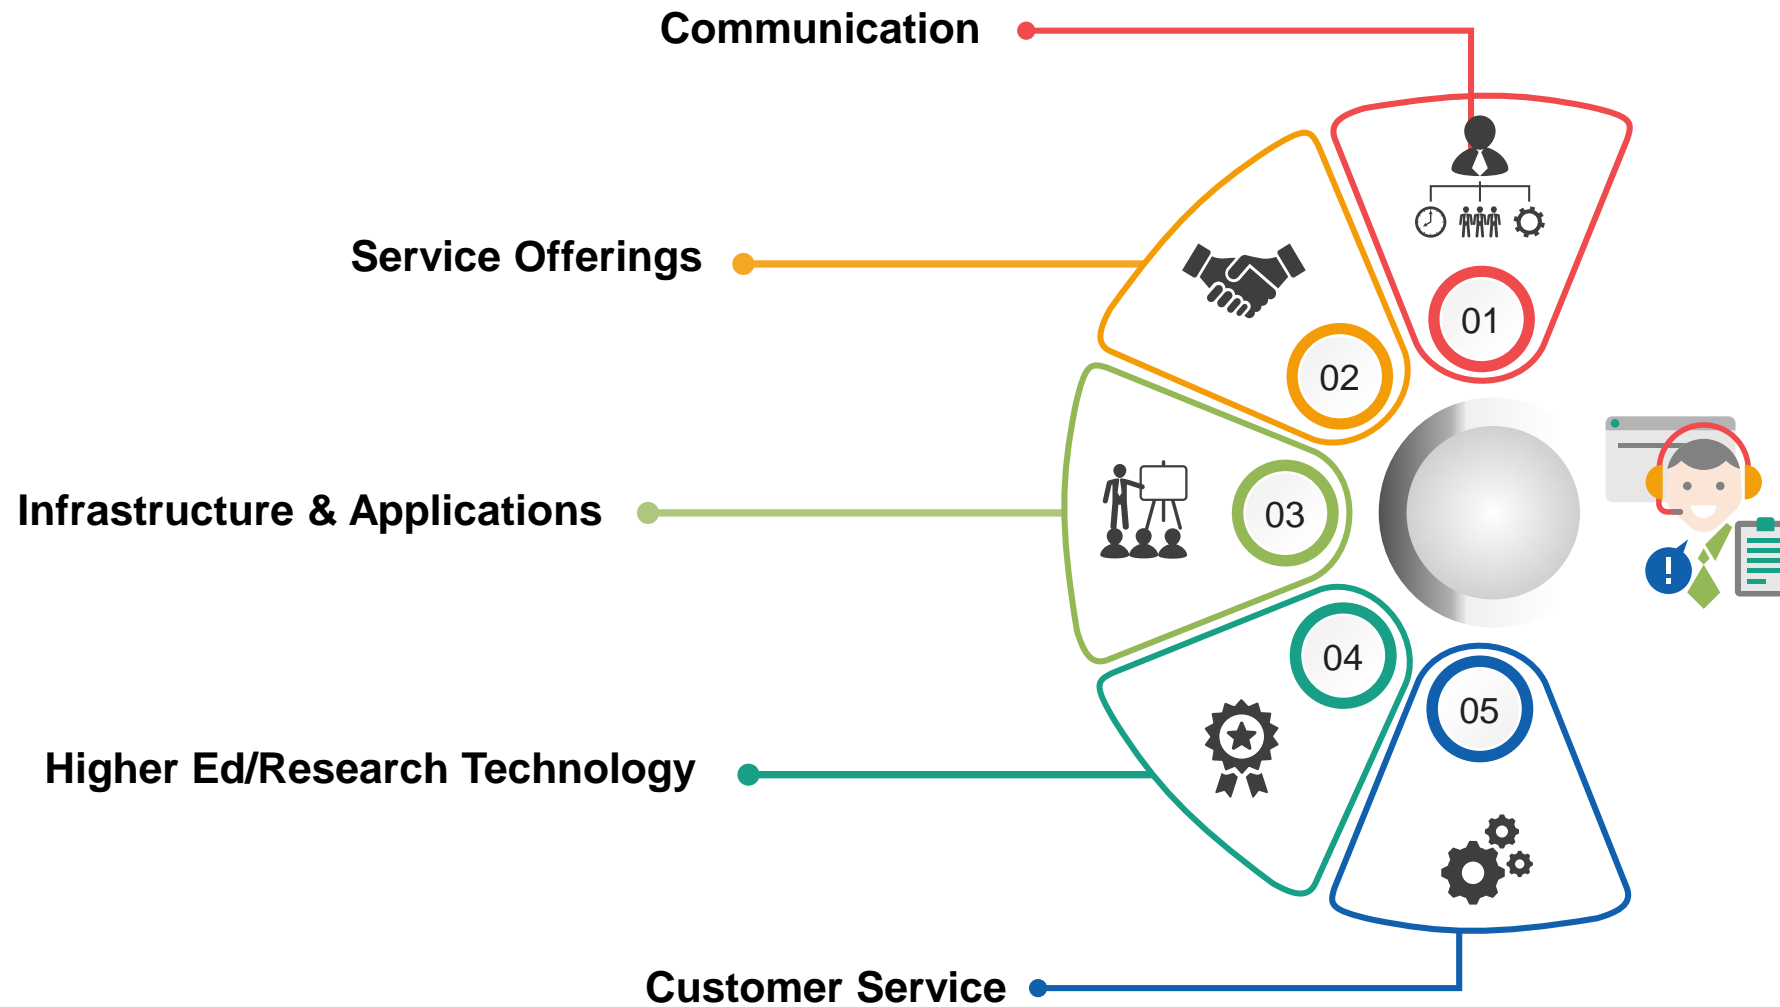 Communication
01
Service Offerings
02
Infrastructure & Applications
03
Higher Ed/Research Technology
04
05
Customer Service
!